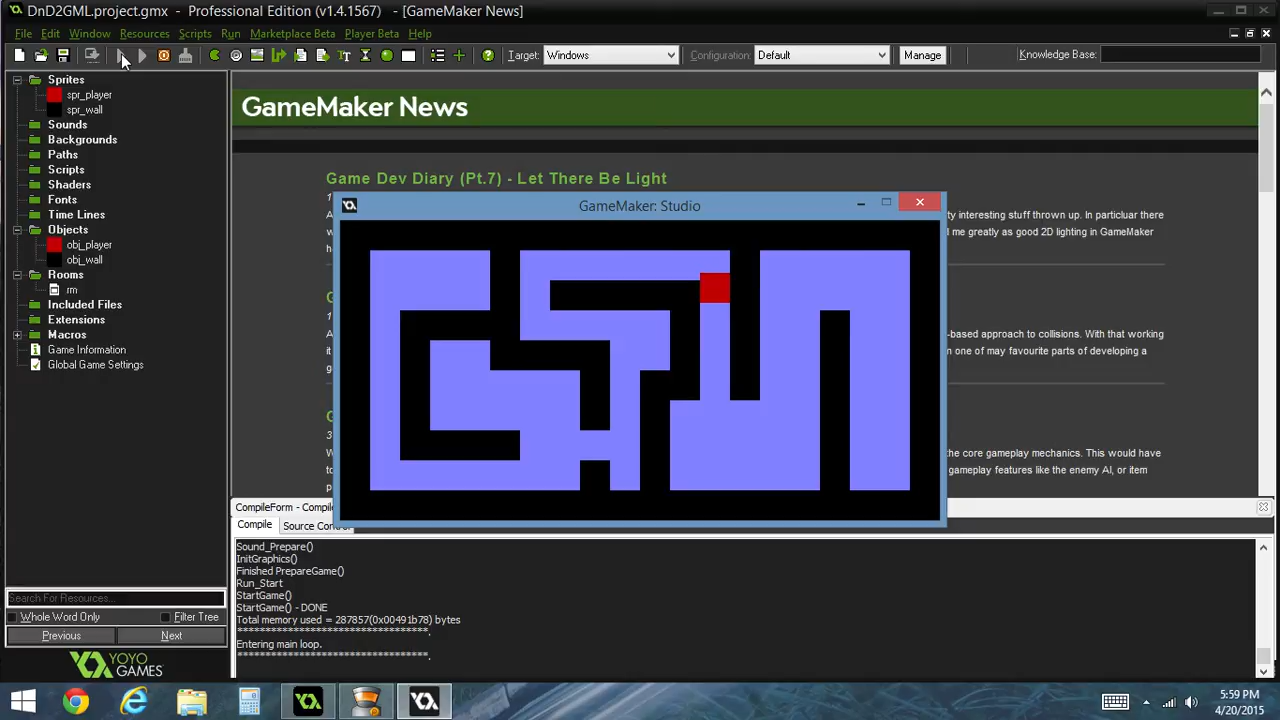 DnD2GML.project.gmx - Professional Edition (v1.4.1567) - [GameMaker News]
File Edit Window Resources Scripts Run Marketplace Beta Player Beta Help
Target: Windows Configuration: Default Manage Knowledge Base:
Sprites
spr_player
spr_wall
Sounds
Backgrounds
Paths
Scripts
Shaders
Fonts
Time Lines
Objects
obj_player
obj_wall
Rooms
rm
Included Files
Extensions
Macros
Game Information
Global Game Settings
Search For Resources...
Whole Word Only Filter Tree
Previous Next
YOYO
GAMES
GameMaker News
Game Dev Diary (Pt.7) - Let There Be Light
ty interesting stuff thrown up. In particluar there
l me greatly as good 2D lighting in GameMaker
GameMaker: Studio
-based approach to collisions. With that working
n one of may favourite parts of developing a
the core gameplay mechanics. This would have
gameplay features like the enemy AI, or item
CompileForm - Compile
Compile Source Control
Sound_Prepare()
InitGraphics()
Finished PrepareGame()
Run_Start
StartGame()
StartGame() - DONE
Total memory used = 287857(0x00491b78) bytes
***********************************.
Entering main loop.
***********************************.
5:59 PM
4/20/2015